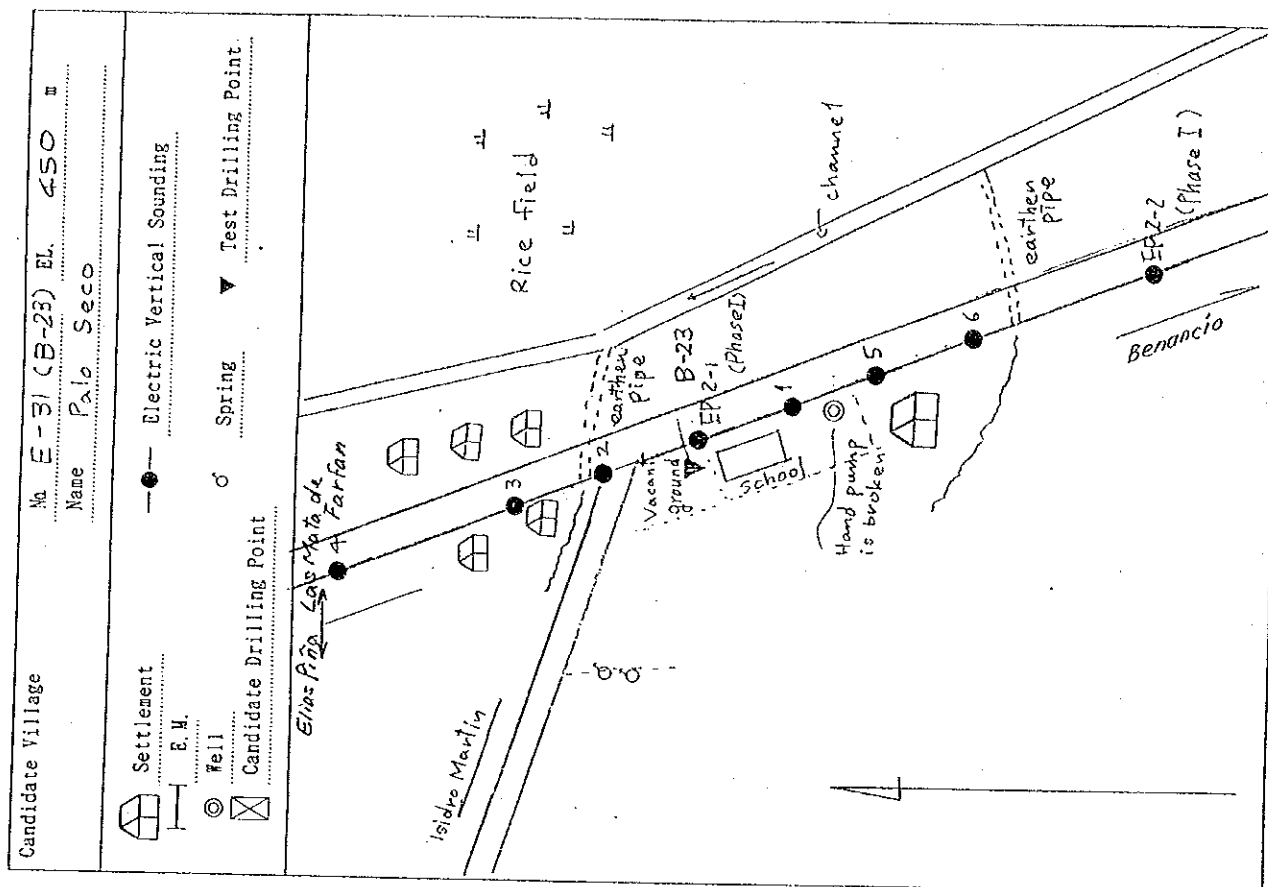 Candidate Village
No. E-31 (B-23) EL. 450 m
Name Palo Seco
Settlement
E.M.
Well
Candidate Drilling Point
Electric Vertical Sounding
Spring
Test Drilling Point
Elias Piña
Las Mata de Farfan
4
3
2
Rice Field
channel
earthen
pipe
Isidro Martin
Vacant
ground
EP2-1
B-23
(Phase I)
School
1
Hand pump
is broken
5
6
earthen
pipe
EP2-2
(Phase I)
Benancio